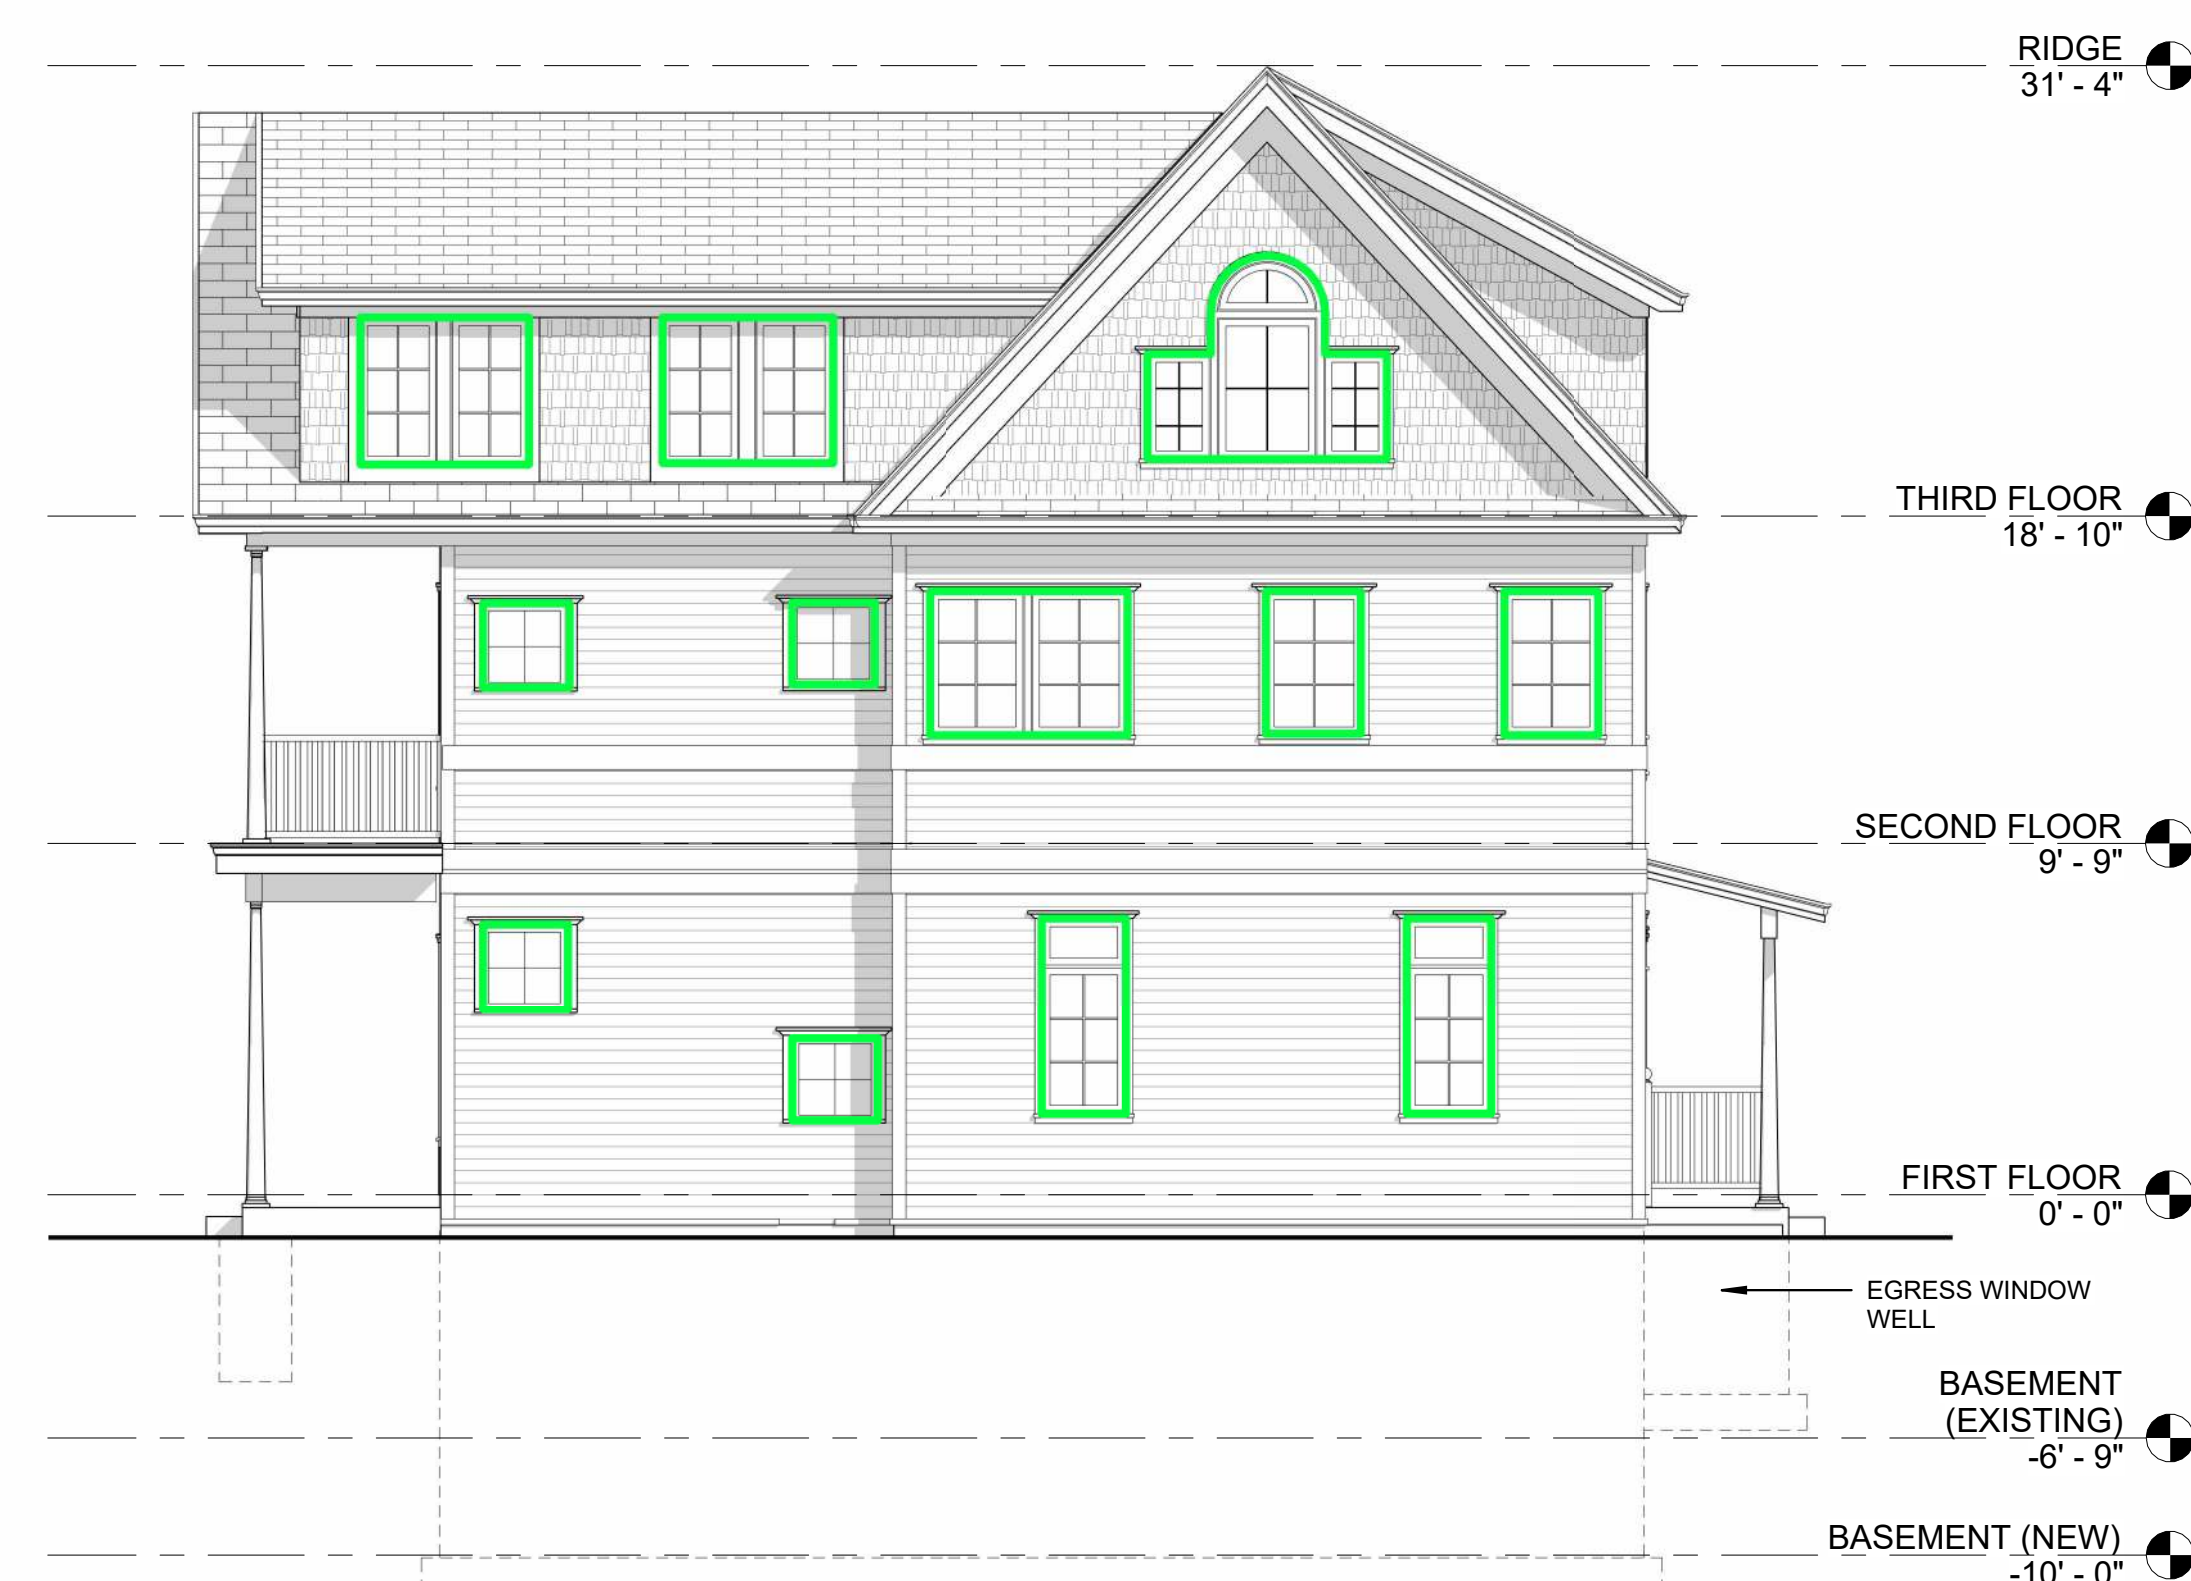 RIDGE
31' - 4"
THIRD FLOOR
18' - 10"
SECOND FLOOR
9' - 9"
FIRST FLOOR
0' - 0"
EGRESS WINDOW
WELL
BASEMENT
(EXISTING)
-6' - 9"
BASEMENT (NEW)
-10' - 0"